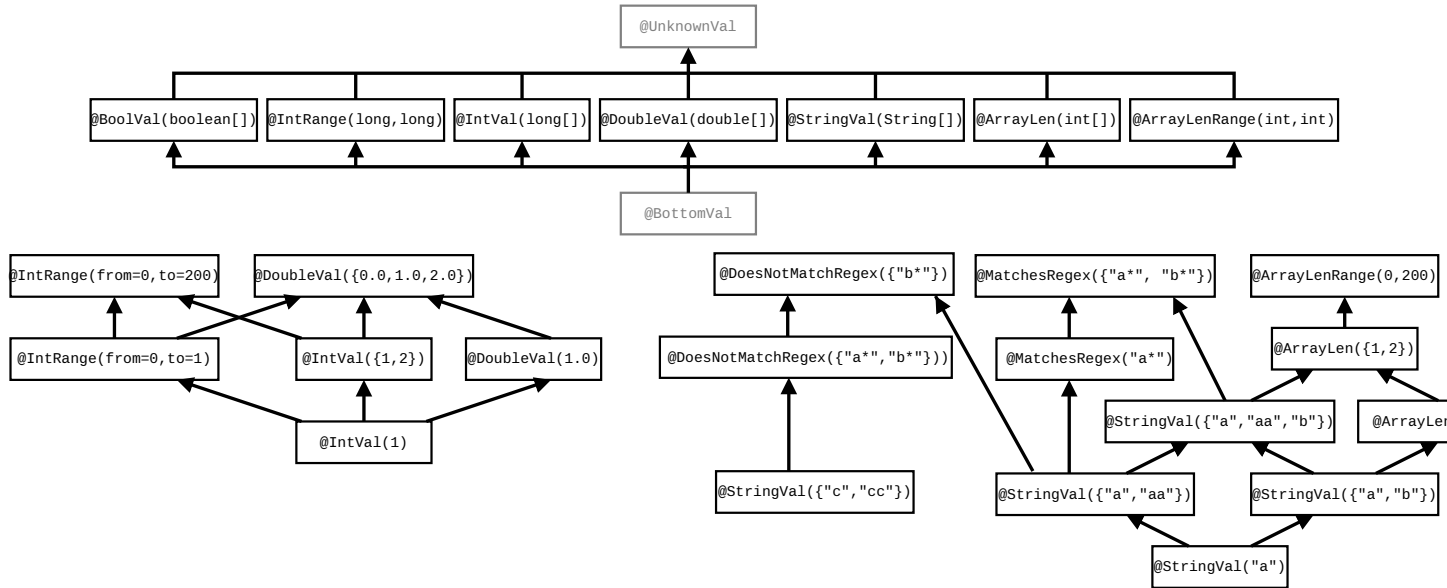 @UnknownVal
@BoolVal(boolean[]) @IntRange(long,long) @IntVal(long[]) @DoubleVal(double[]) @StringVal(String[]) @ArrayLen(int[]) @ArrayLenRange(int,int)
@BottomVal
@IntRange(from=0,to=200) @DoubleVal({0.0,1.0,2.0}) @DoesNotMatchRegex({"b*"}) @MatchesRegex({"a*", "b*"}) @ArrayLenRange(0,200)
@IntRange(from=0,to=1) @IntVal({1,2}) @DoubleVal(1.0) @DoesNotMatchRegex({"a*","b*"})) @MatchesRegex("a*") @ArrayLen({1,2})
@IntVal(1) @StringVal({"a","aa","b"}) @ArrayLen
@StringVal({"c","cc"}) @StringVal({"a","aa"}) @StringVal({"a","b"})
@StringVal("a")